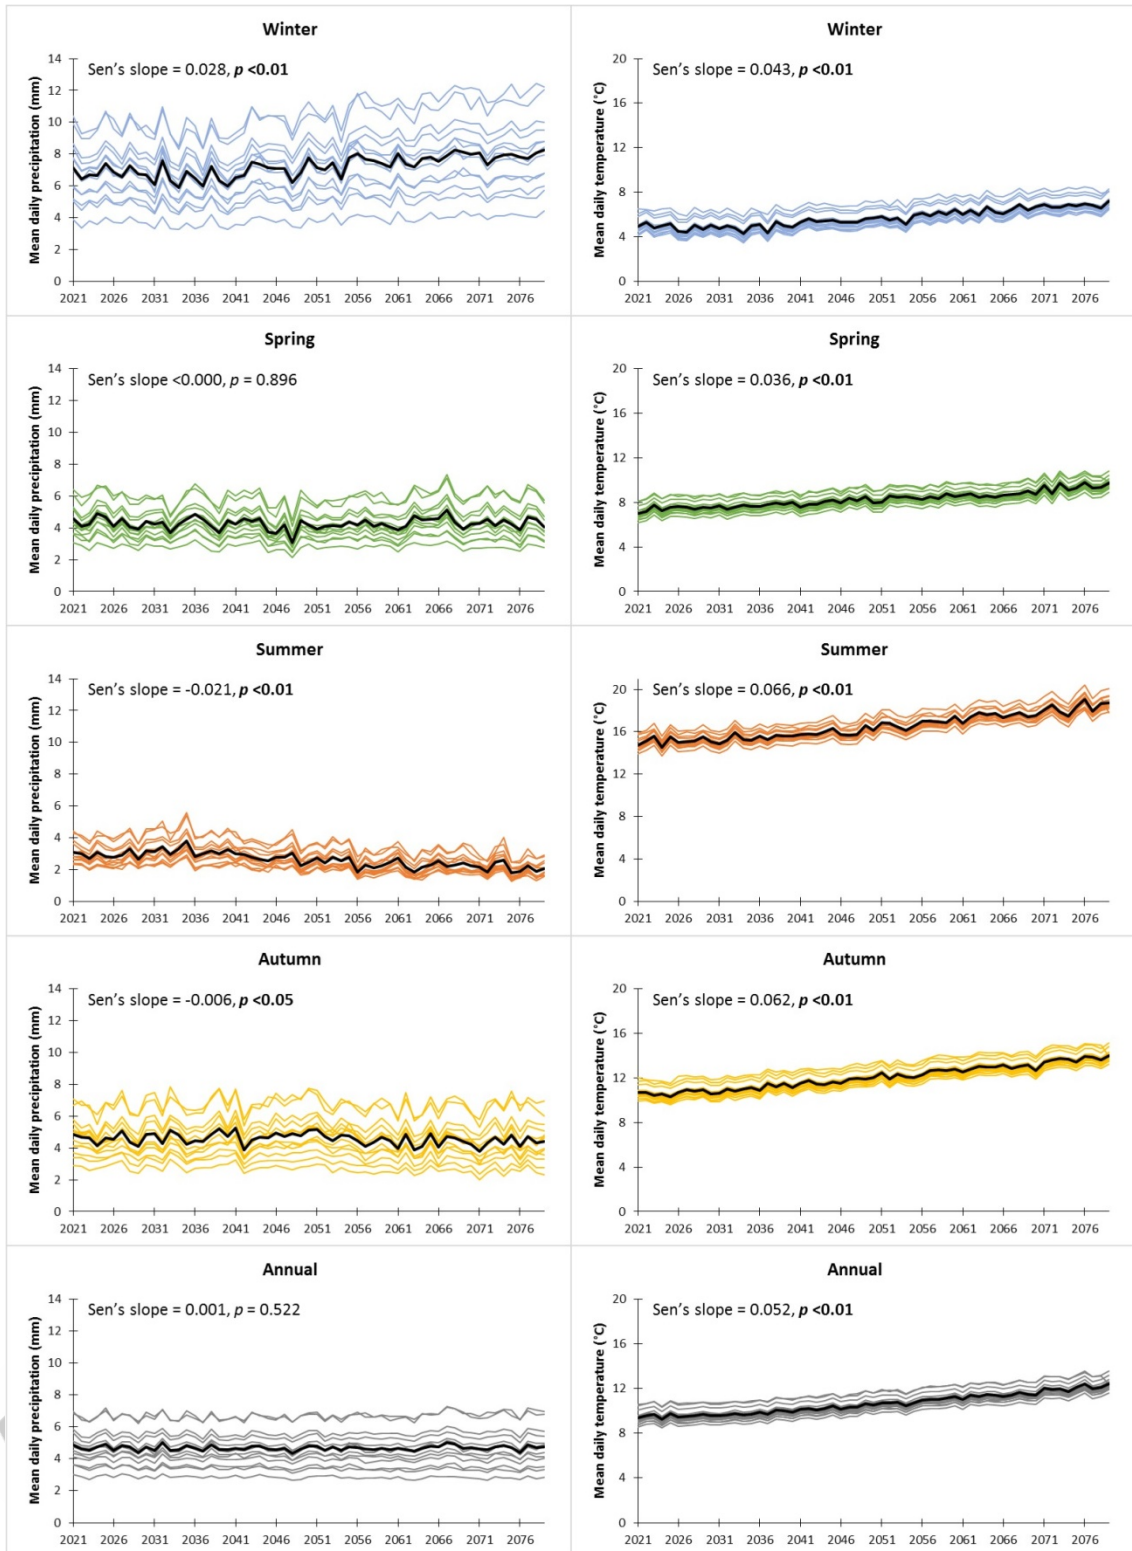 Winter
Sen's slope = 0.028, p <0.01
Mean daily precipitation (mm)
14
12
10
8
6
4
2
0
2021 2026 2031 2036 2041 2046 2051 2056 2061 2066 2071 2076
Winter
Sen's slope = 0.043, p <0.01
Mean daily temperature (°C)
20
16
12
8
4
0
2021 2026 2031 2036 2041 2046 2051 2056 2061 2066 2071 2076
Spring
Sen's slope <0.000, p = 0.896
Mean daily precipitation (mm)
14
12
10
8
6
4
2
0
2021 2026 2031 2036 2041 2046 2051 2056 2061 2066 2071 2076
Spring
Sen's slope = 0.036, p <0.01
Mean daily temperature (°C)
20
16
12
8
4
0
2021 2026 2031 2036 2041 2046 2051 2056 2061 2066 2071 2076
Summer
Sen's slope = -0.021, p <0.01
Mean daily precipitation (mm)
14
12
10
8
6
4
2
0
2021 2026 2031 2036 2041 2046 2051 2056 2061 2066 2071 2076
Summer
Sen's slope = 0.066, p <0.01
Mean daily temperature (°C)
20
16
12
8
4
0
2021 2026 2031 2036 2041 2046 2051 2056 2061 2066 2071 2076
Autumn
Sen's slope = -0.006, p <0.05
Mean daily precipitation (mm)
14
12
10
8
6
4
2
0
2021 2026 2031 2036 2041 2046 2051 2056 2061 2066 2071 2076
Autumn
Sen's slope = 0.062, p <0.01
Mean daily temperature (°C)
20
16
12
8
4
0
2021 2026 2031 2036 2041 2046 2051 2056 2061 2066 2071 2076
Annual
Sen's slope = 0.001, p = 0.522
Mean daily precipitation (mm)
14
12
10
8
6
4
2
0
2021 2026 2031 2036 2041 2046 2051 2056 2061 2066 2071 2076
Annual
Sen's slope = 0.052, p <0.01
Mean daily temperature (°C)
20
16
12
8
4
0
2021 2026 2031 2036 2041 2046 2051 2056 2061 2066 2071 2076